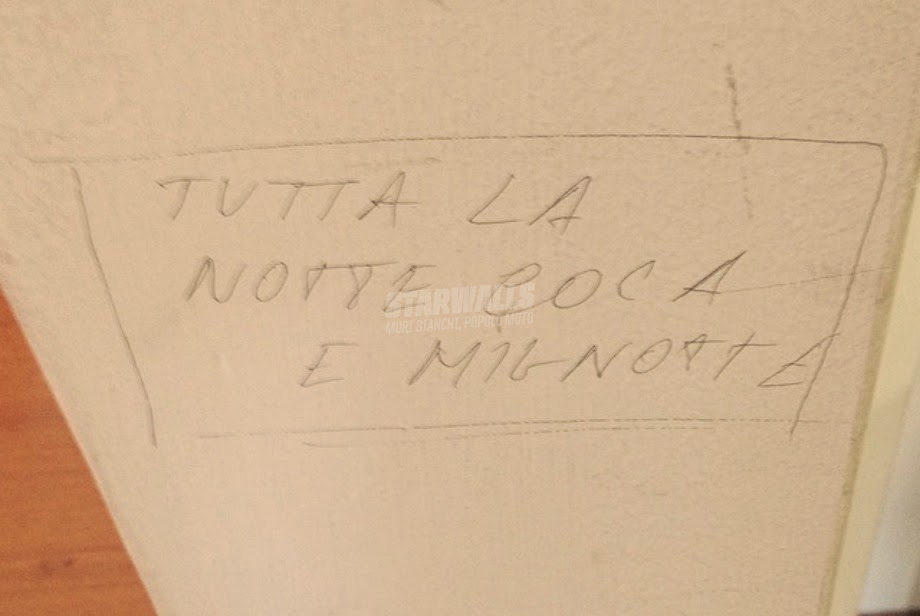 TUTTA LA
NOTTE COCA
E MIGNOTTE
STARWALLS
MURI BIANCHI, POPOLO MUTO